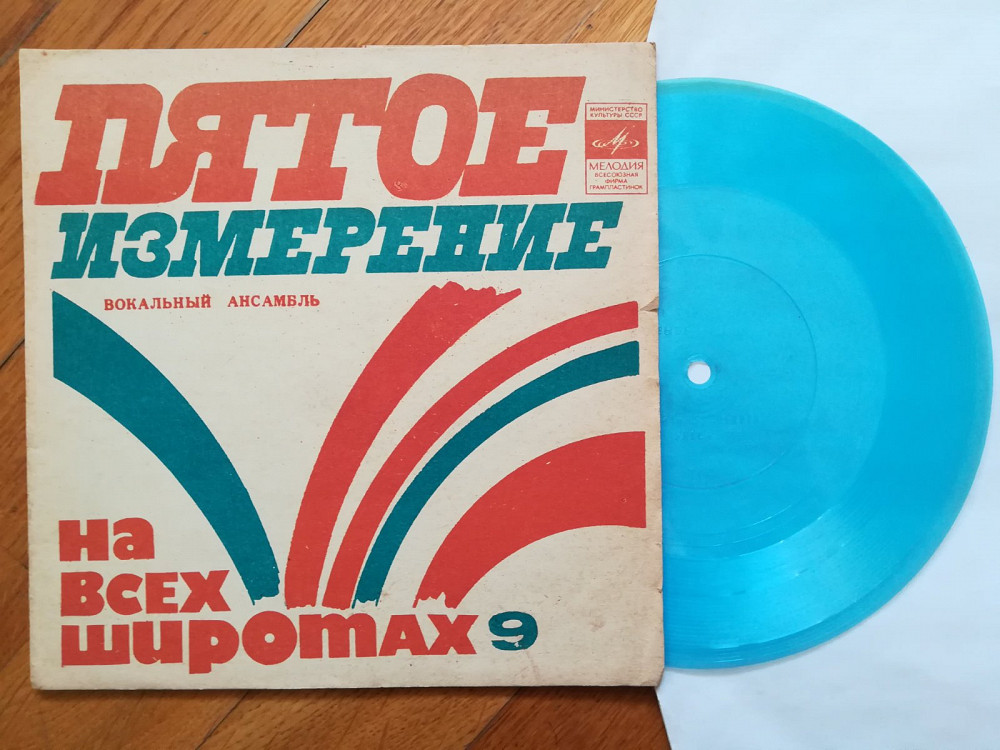 ПЯТОЕ
ИЗМЕРЕНИЕ
ВОКАЛЬНЫЙ АНСАМБЛЬ
МИНИСТЕРСТВО
КУЛЬТУРЫ СССР
МЕЛОДИЯ
ВСЕСОЮЗНАЯ
ФИРМА
ГРАМПЛАСТИНОК
на
всех
широтах 9